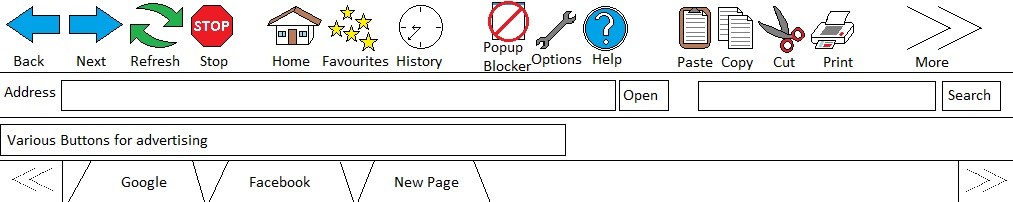 STOP
Back Next Refresh Stop Home Favourites History Popup Blocker Options Help Paste Copy Cut Print More
Address Open Search
Various Buttons for advertising
Google Facebook New Page